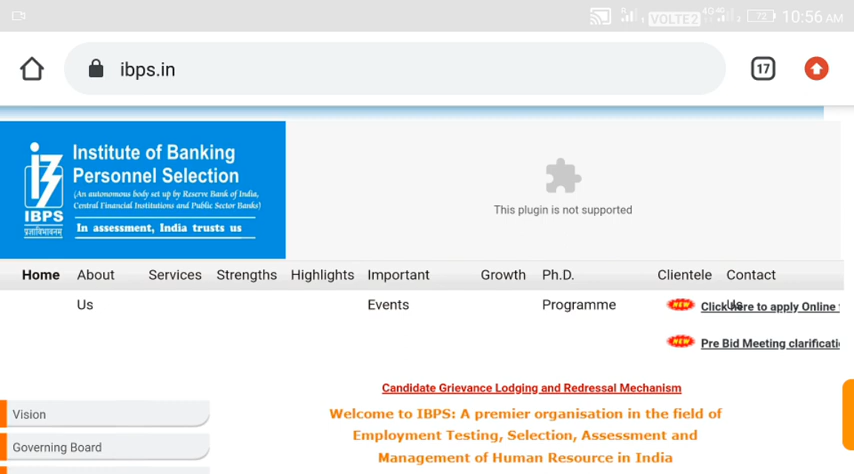 VOLTE2 4G 72 10:56 AM
ibps.in
17
Institute of Banking
Personnel Selection
(An autonomous body set up by Reserve Bank of India,
Central Financial Institutions and Public Sector Banks)
IBPS
In assessment, India trusts us
This plugin is not supported
Home About Services Strengths Highlights Important Growth Ph.D. Clientele Contact
Us Events Programme Us
NEW Click here to apply Online
NEW Pre Bid Meeting clarificati
Candidate Grievance Lodging and Redressal Mechanism
Vision
Welcome to IBPS: A premier organisation in the field of
Employment Testing, Selection, Assessment and
Governing Board
Management of Human Resource in India